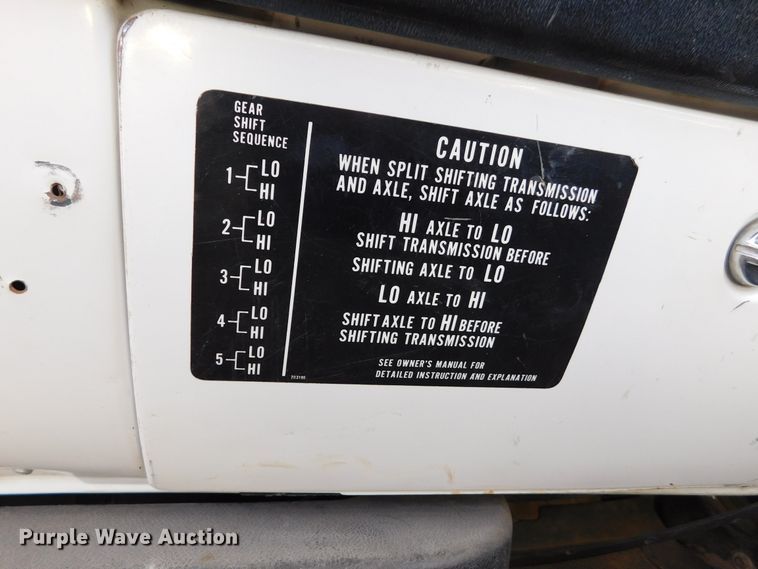 GEAR
SHIFT
SEQUENCE
1 LO
HI
2 LO
HI
3 LO
HI
4 LO
HI
5 LO
HI
CAUTION
WHEN SPLIT SHIFTING TRANSMISSION
AND AXLE, SHIFT AXLE AS FOLLOWS:
HI AXLE TO LO
SHIFT TRANSMISSION BEFORE
SHIFTING AXLE TO LO
LO AXLE TO HI
SHIFT AXLE TO HI BEFORE
SHIFTING TRANSMISSION
SEE OWNER'S MANUAL FOR
DETAILED INSTRUCTION AND EXPLANATION
Purple Wave Auction